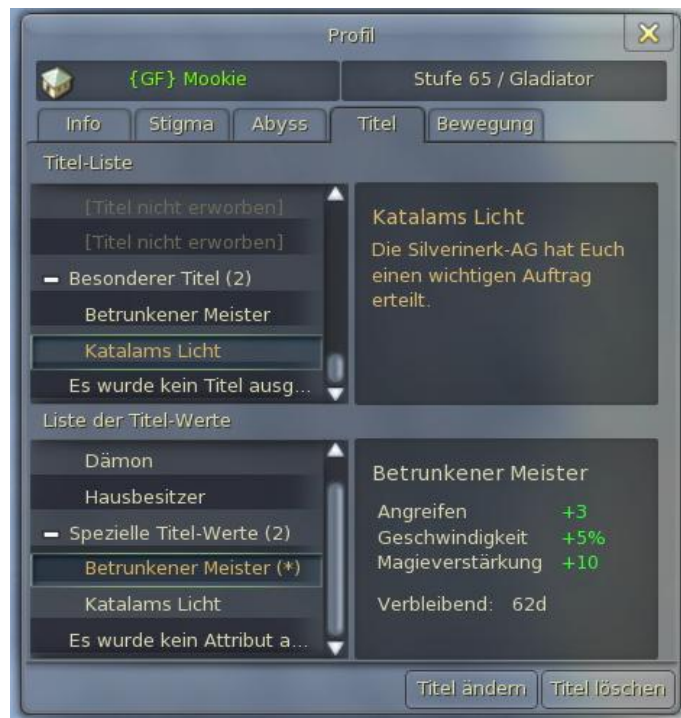 Profil
{GF} Mookie
Stufe 65 / Gladiator
Info
Stigma
Abyss
Titel
Bewegung
Titel-Liste
[Titel nicht erworben]
[Titel nicht erworben]
Besonderer Titel (2)
Betrunkener Meister
Katalams Licht
Es wurde kein Titel ausg...
Katalams Licht
Die Silverinerk-AG hat Euch
einen wichtigen Auftrag
erteilt.
Liste der Titel-Werte
Dämon
Hausbesitzer
Spezielle Titel-Werte (2)
Betrunkener Meister (*)
Katalams Licht
Es wurde kein Attribut a...
Betrunkener Meister
Angreifen +3
Geschwindigkeit +5%
Magieverstärkung +10
Verbleibend: 62d
Titel ändern
Titel löschen